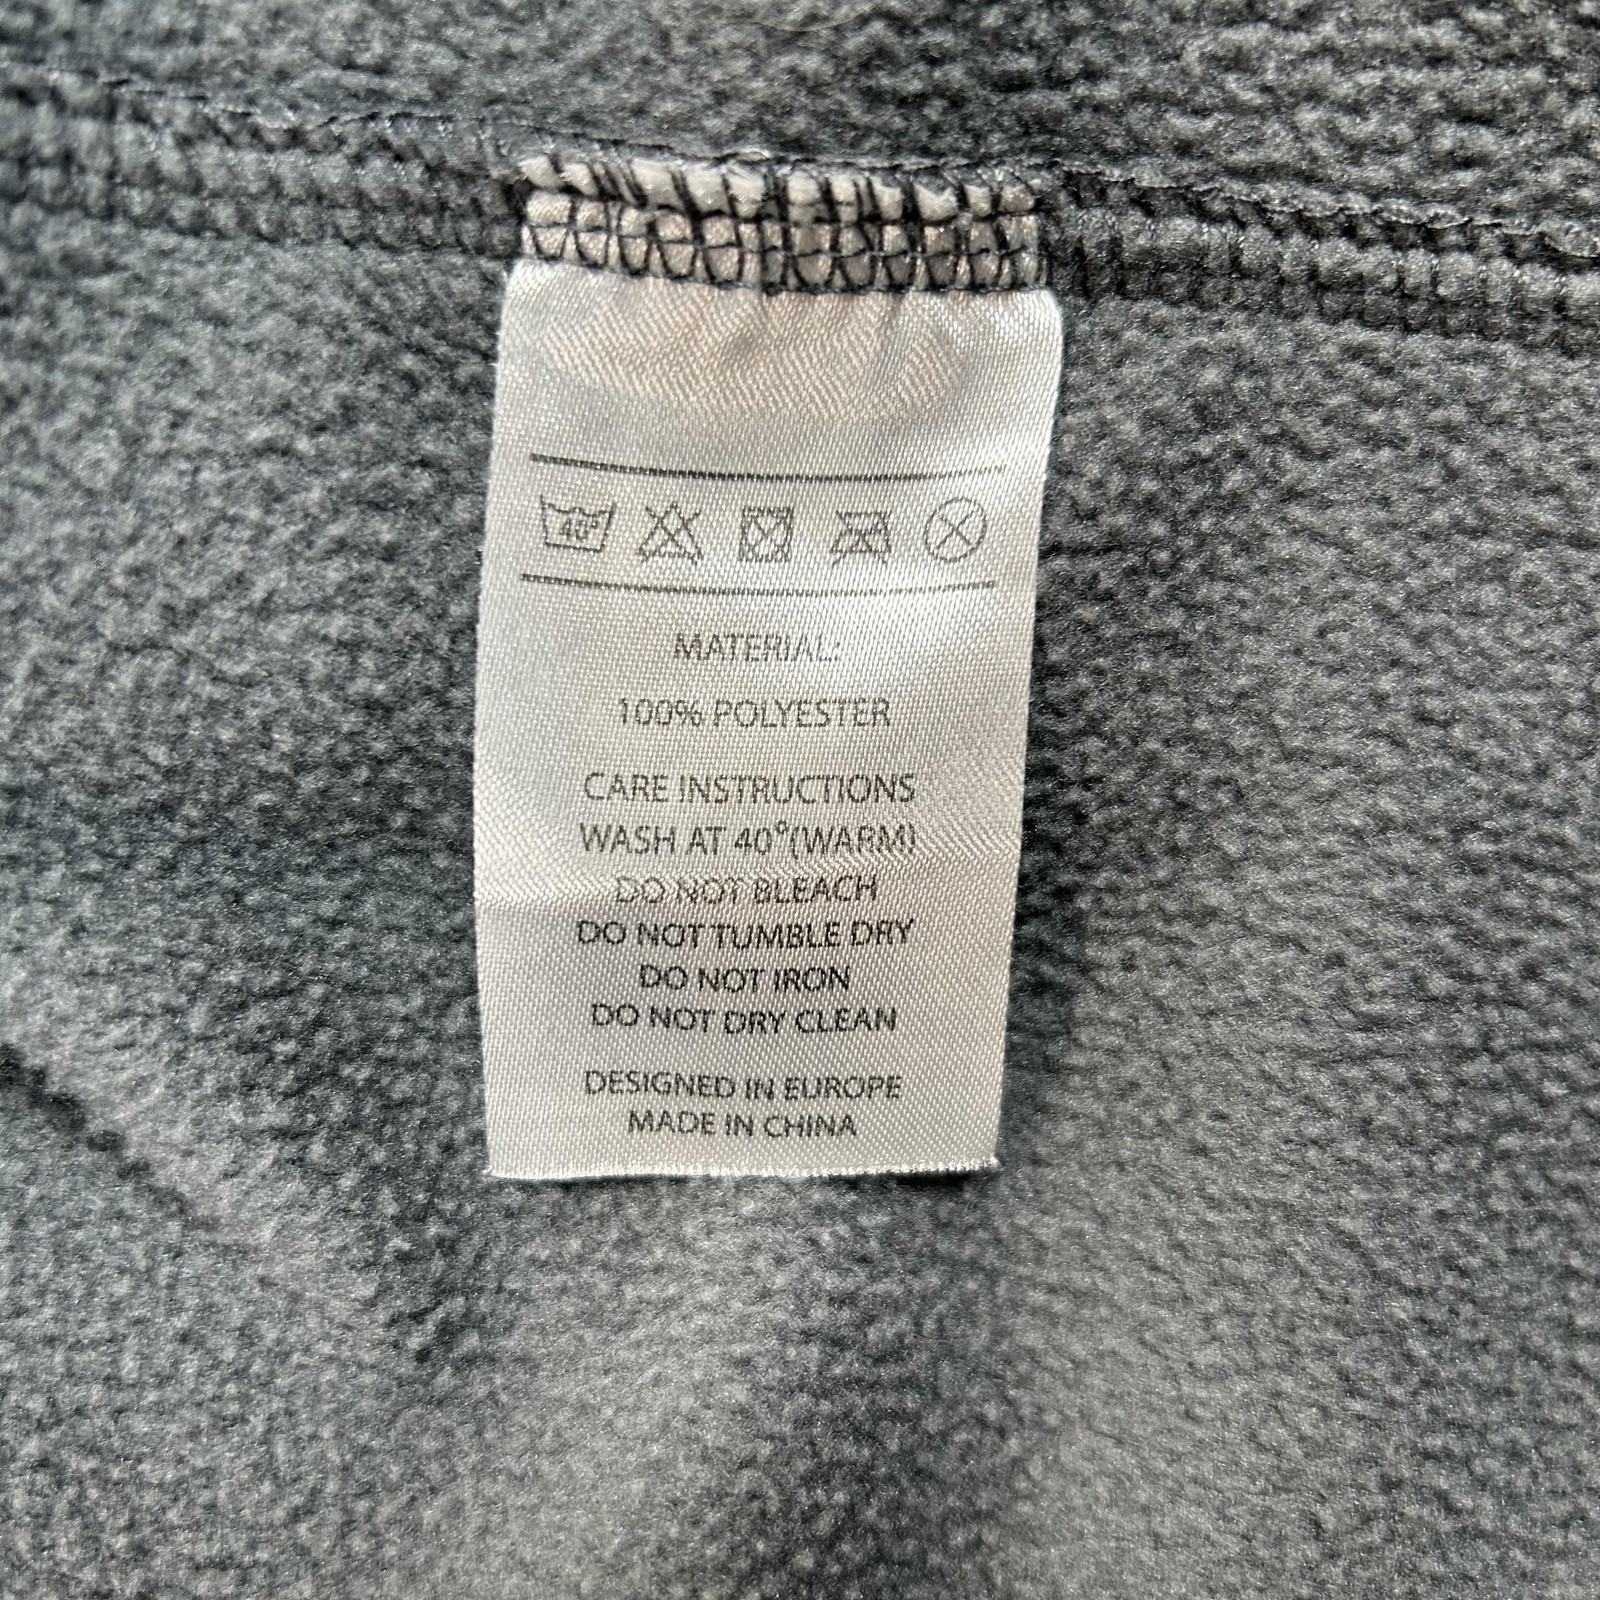 40°
MATERIAL:
100% POLYESTER
CARE INSTRUCTIONS
WASH AT 40°(WARM)
DO NOT BLEACH
DO NOT TUMBLE DRY
DO NOT IRON
DO NOT DRY CLEAN
DESIGNED IN EUROPE
MADE IN CHINA